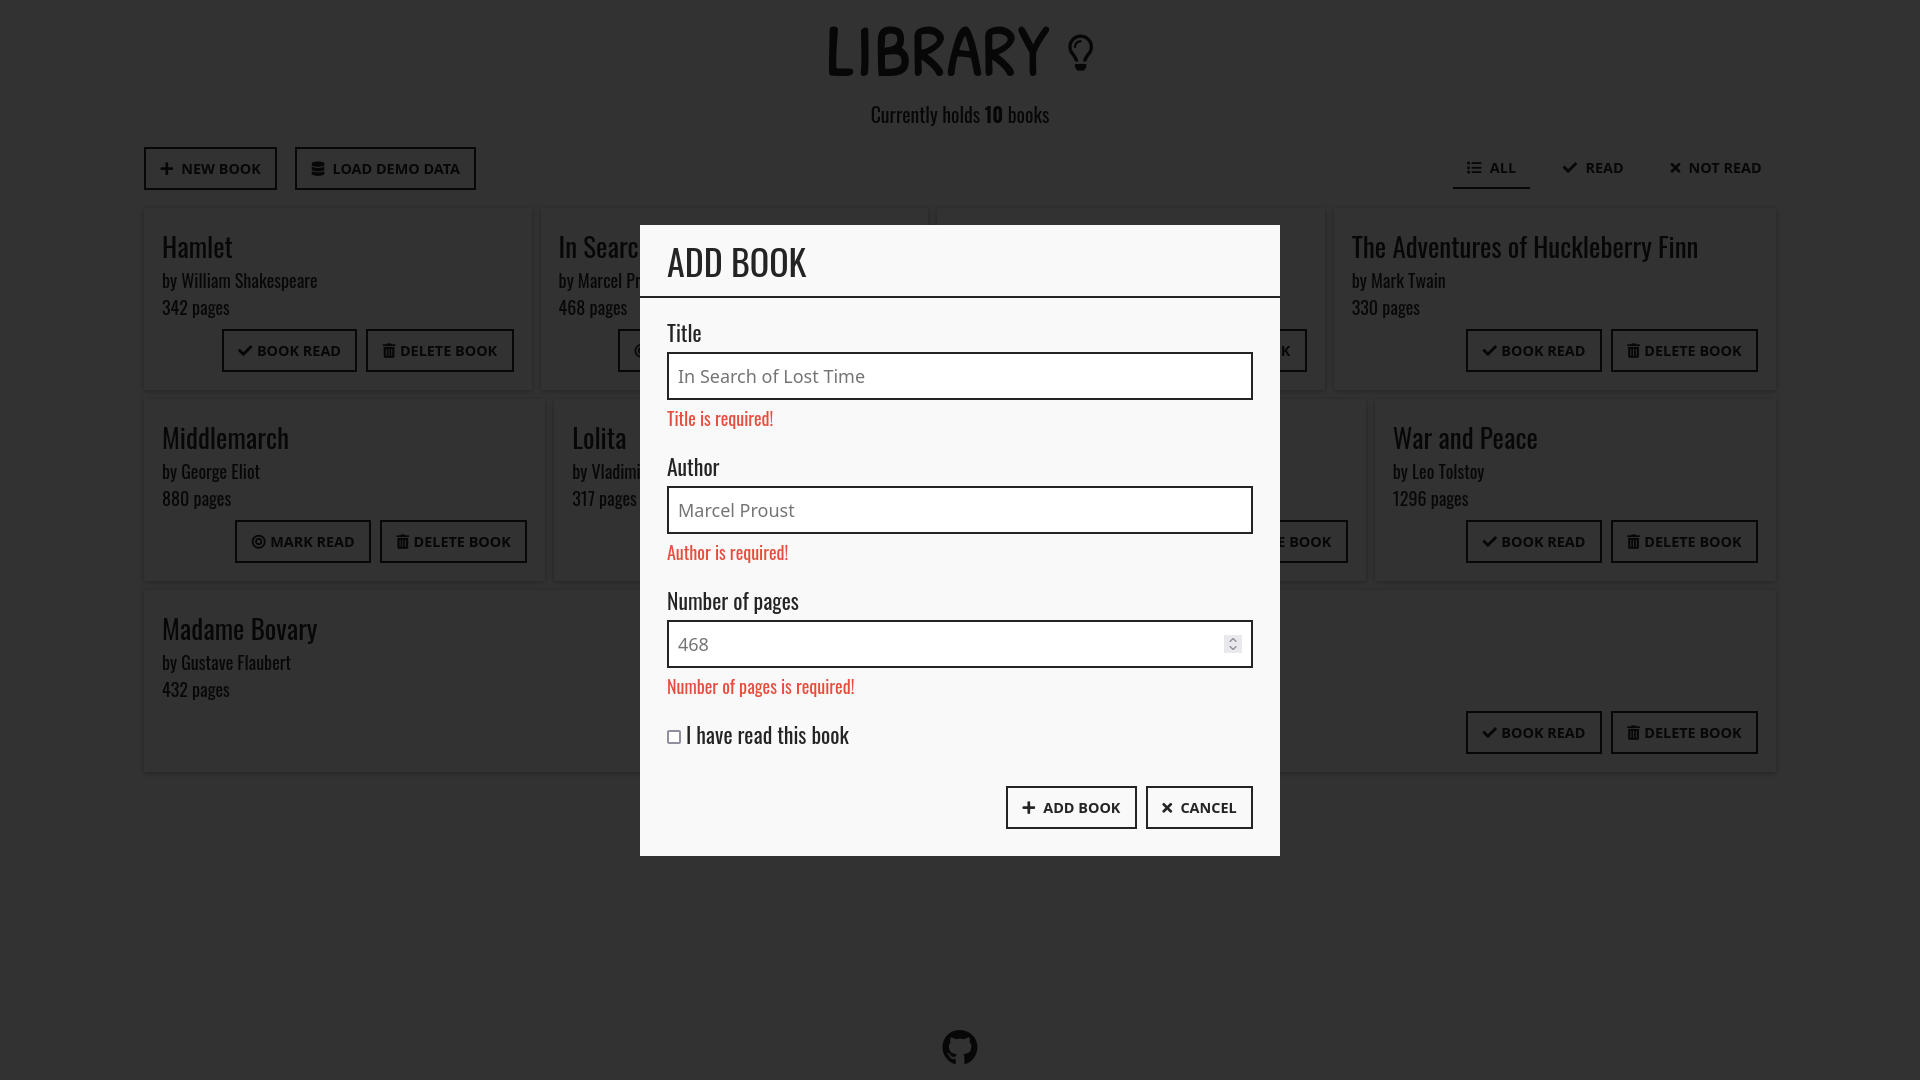 LIBRARY
Currently holds 10 books
NEW BOOK
LOAD DEMO DATA
ALL
READ
NOT READ
Hamlet
by William Shakespeare
342 pages
BOOK READ
DELETE BOOK
In Searc
by Marcel Pr
468 pages
K
The Adventures of Huckleberry Finn
by Mark Twain
330 pages
BOOK READ
DELETE BOOK
Middlemarch
by George Eliot
880 pages
MARK READ
DELETE BOOK
Lolita
by Vladimi
317 pages
E BOOK
War and Peace
by Leo Tolstoy
1296 pages
BOOK READ
DELETE BOOK
Madame Bovary
by Gustave Flaubert
432 pages
BOOK READ
DELETE BOOK
ADD BOOK
Title
In Search of Lost Time
Title is required!
Author
Marcel Proust
Author is required!
Number of pages
468
Number of pages is required!
I have read this book
ADD BOOK
CANCEL